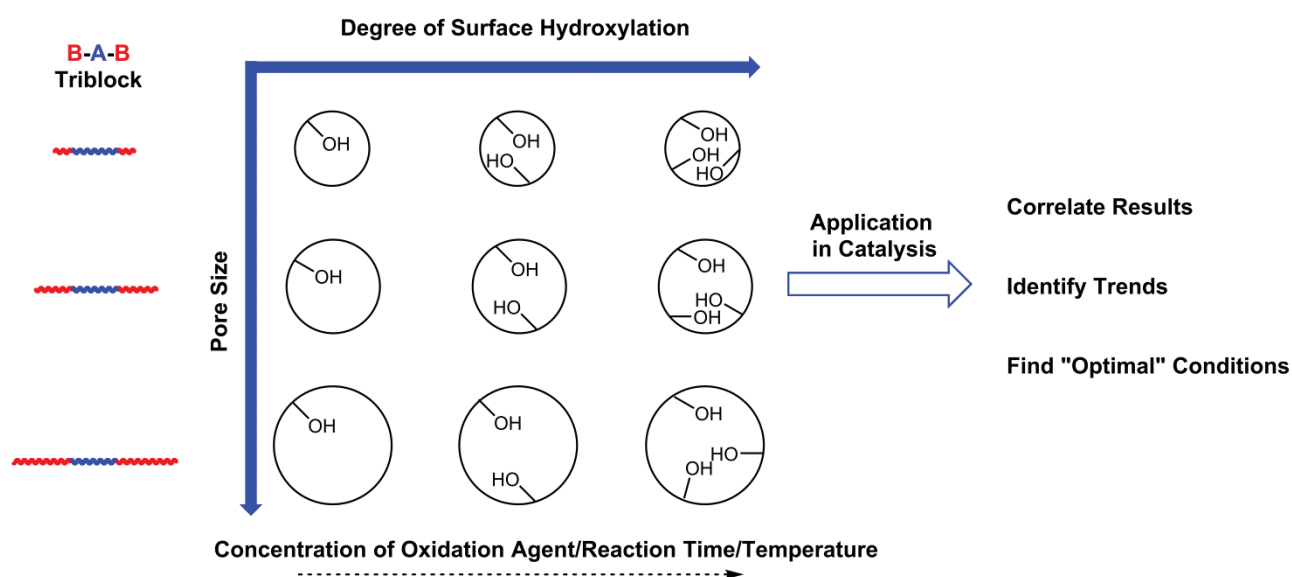 Degree of Surface Hydroxylation
B-A-B
Triblock
OH
OH
HO
OH
OH
HO
Pore Size
OH
OH
HO
OH
HO
OH
OH
OH
HO
OH
HO
OH
Application
in Catalysis
Correlate Results
Identify Trends
Find "Optimal" Conditions
Concentration of Oxidation Agent/Reaction Time/Temperature